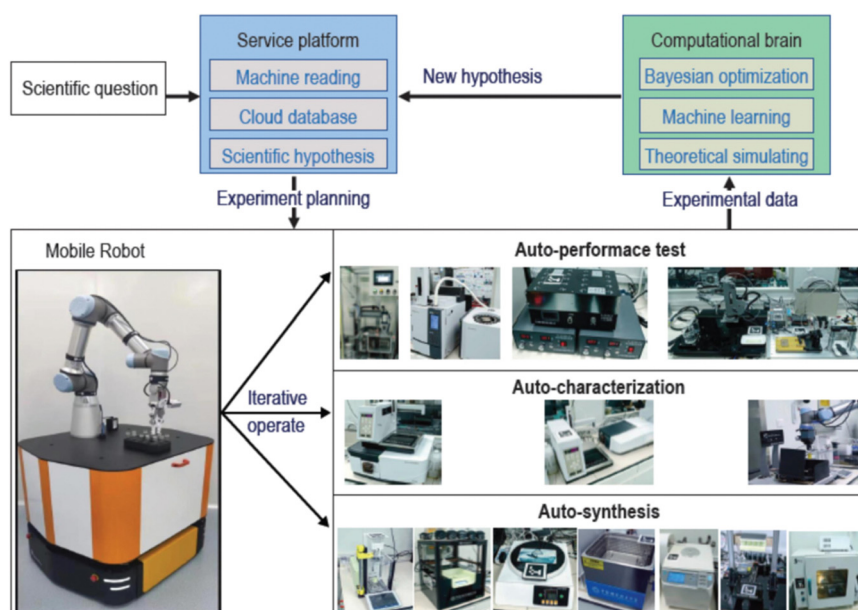 Service platform
Computational brain
Scientific question
Machine reading
New hypothesis
Bayesian optimization
Cloud database
Machine learning
Scientific hypothesis
Theoretical simulating
Experiment planning
Experimental data
Mobile Robot
Auto-performace test
Auto-characterization
Iterative
operate
Auto-synthesis